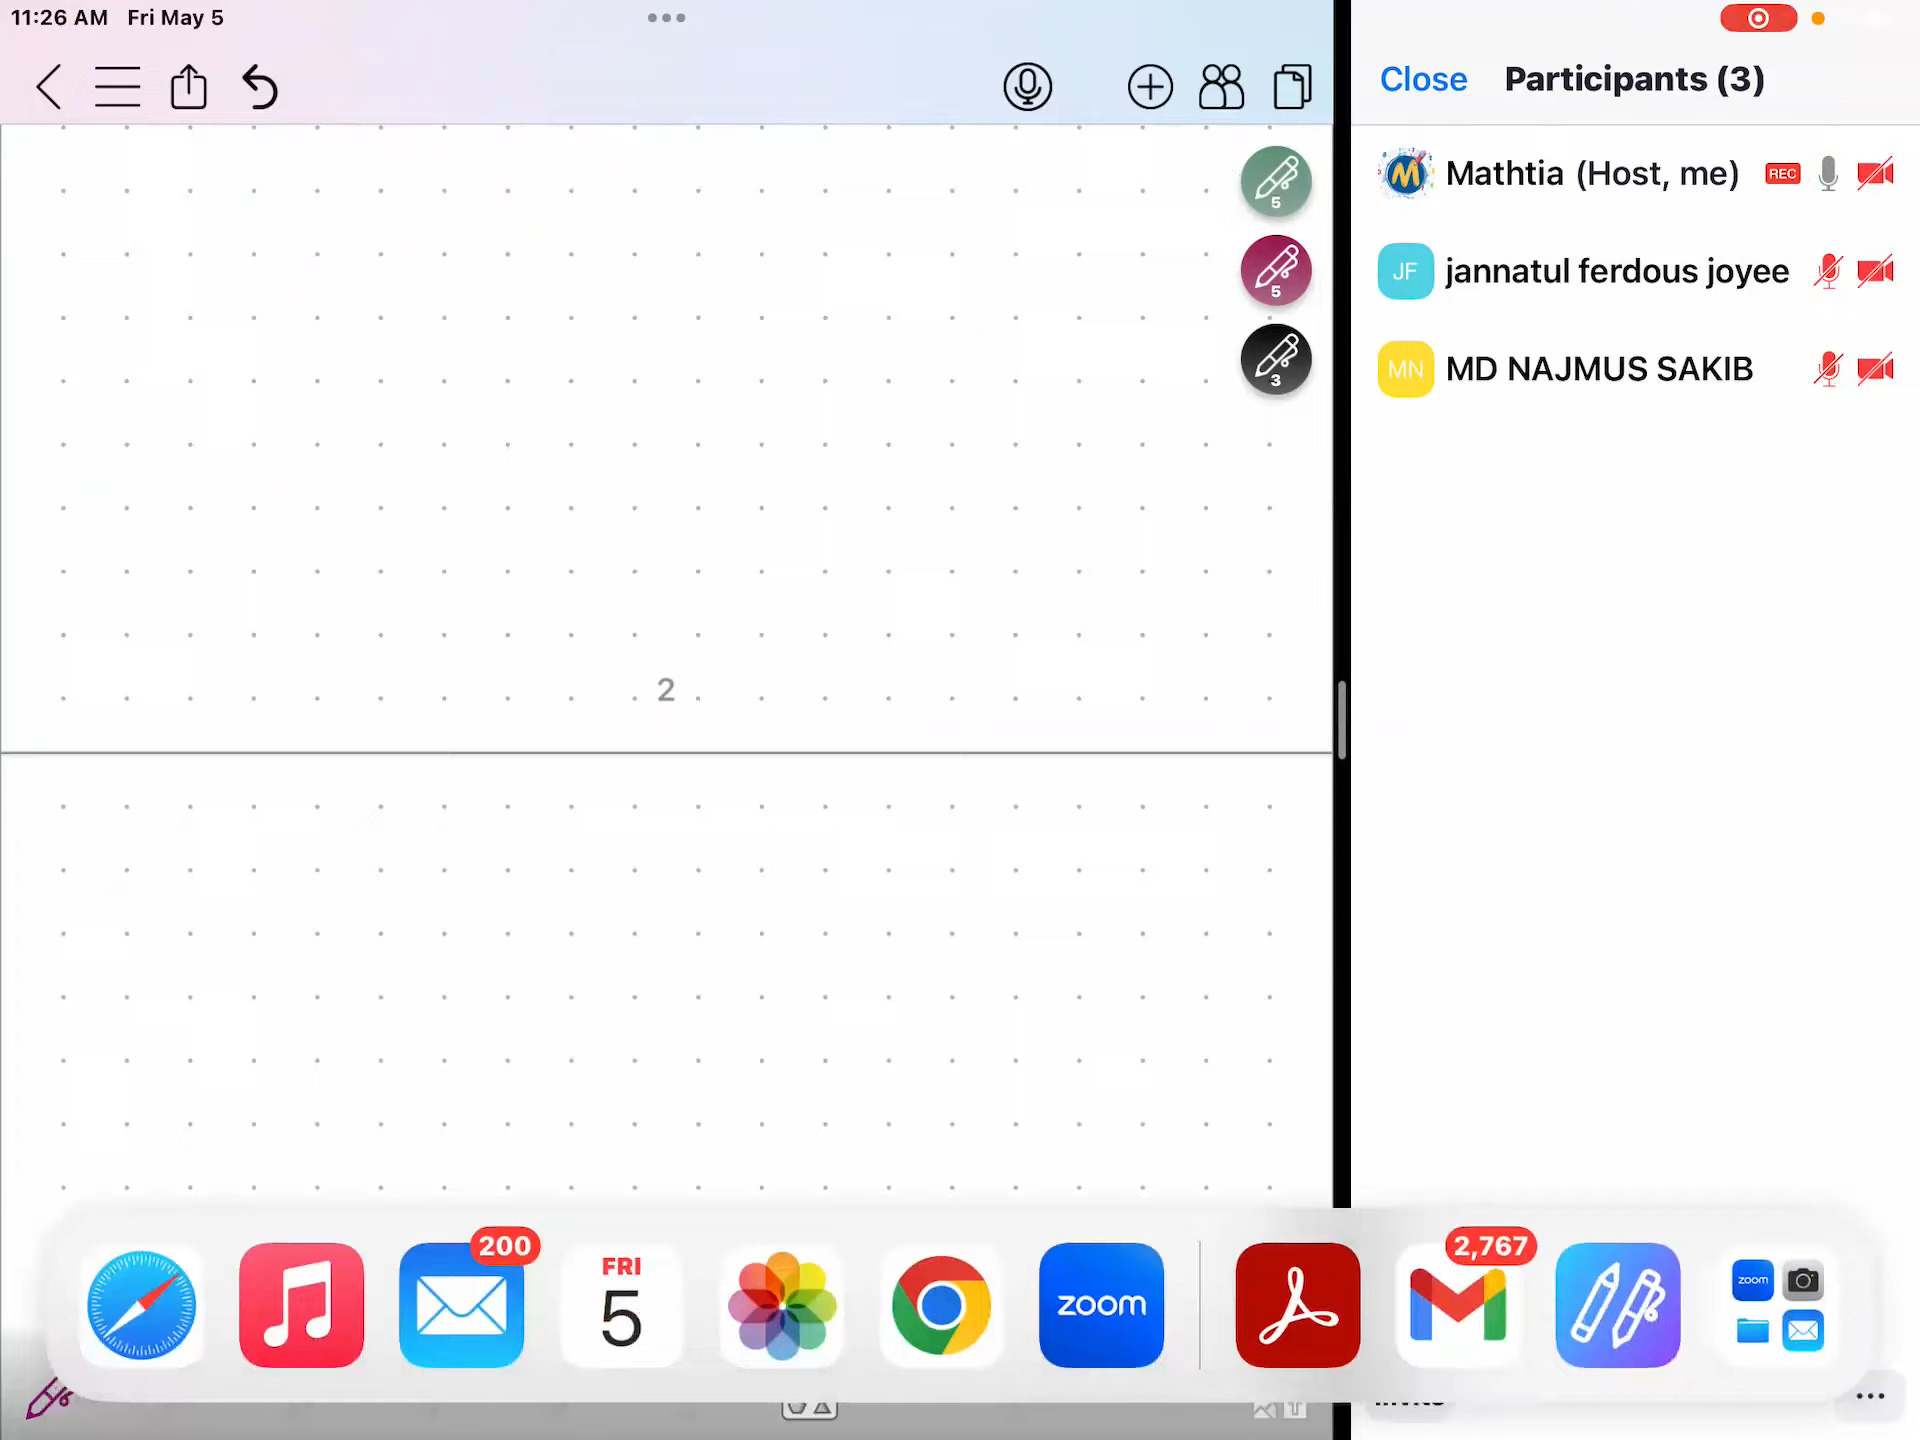 11:26 AM Fri May 5
Close Participants (3)
Mathtia (Host, me) REC
JF jannatul ferdous joyee
MN MD NAJMUS SAKIB
5
5
3
2
200
2,767
FRI
5
zoom
zoom